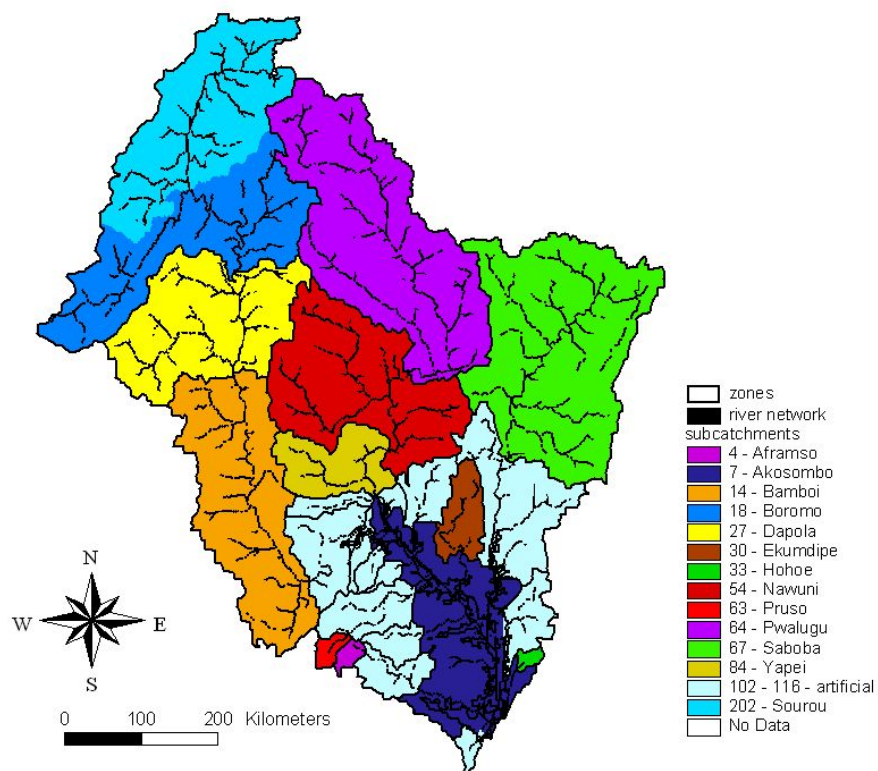 zones
river network
subcatchments
4 - Aframso
7 - Akosombo
14 - Bamboi
18 - Boromo
27 - Dapola
30 - Ekumdipe
33 - Hohoe
54 - Nawuni
63 - Pruso
64 - Pwalugu
67 - Saboba
84 - Yapei
102 - 116 - artificial
202 - Sourou
No Data
N
W E
S
0 100 200 Kilometers